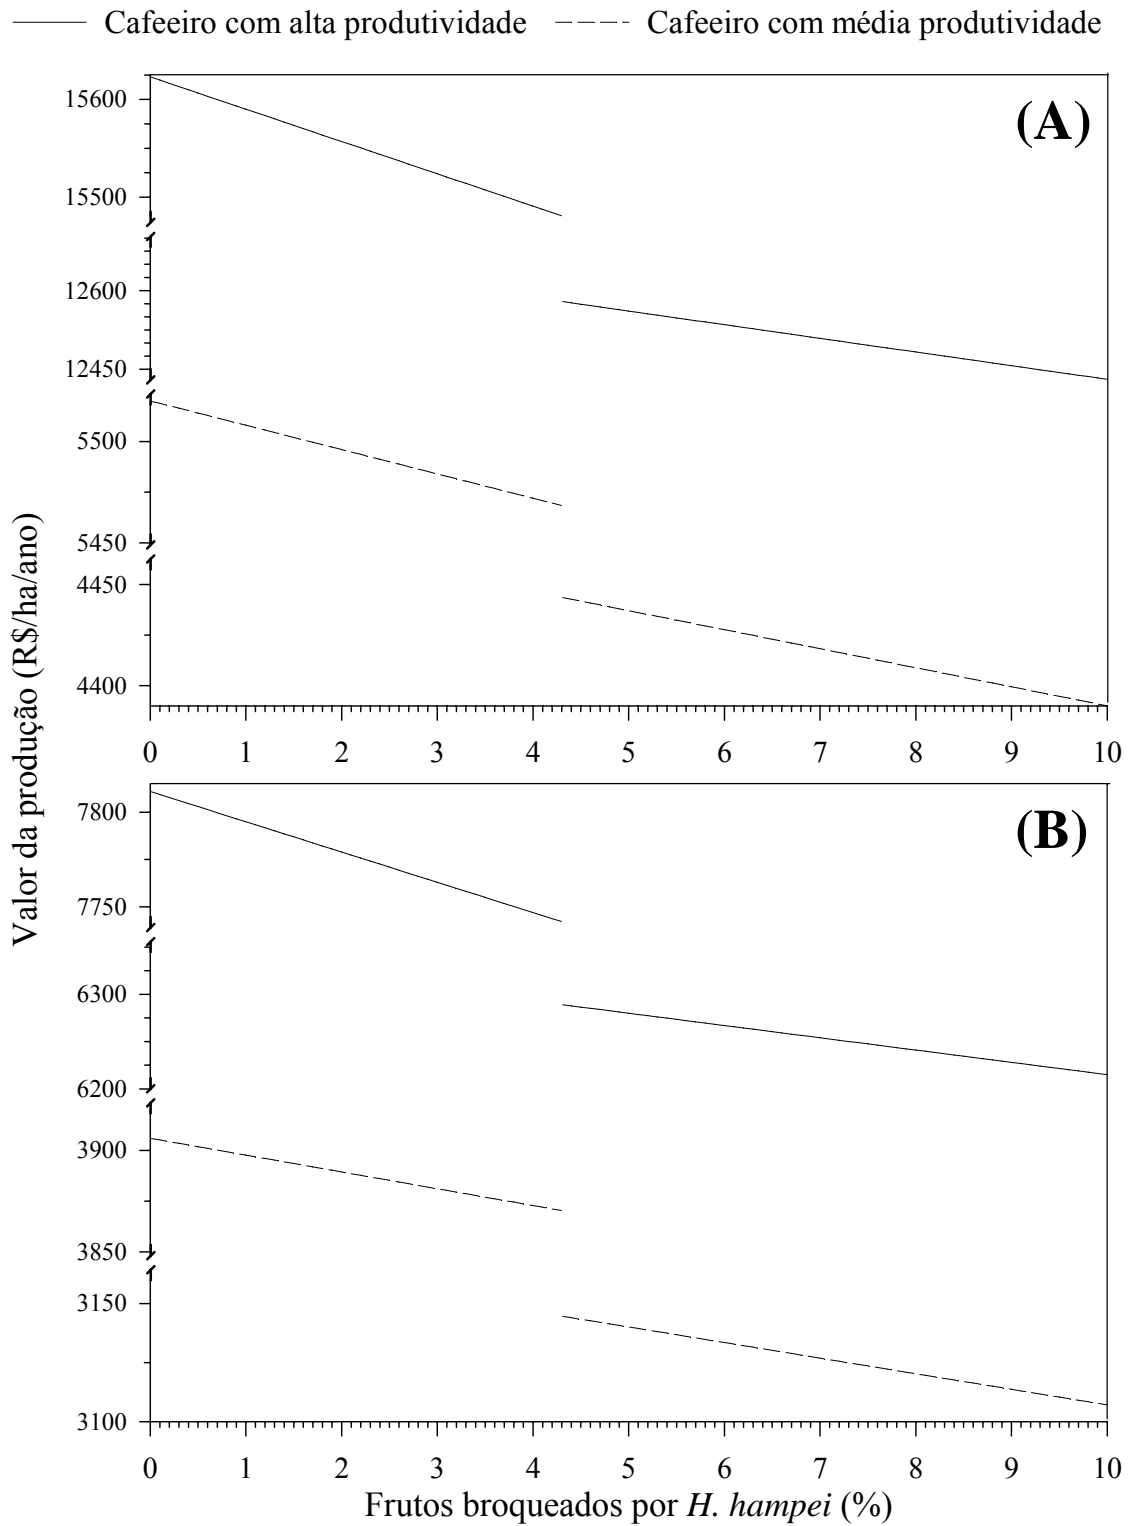 Cafeeiro com alta produtividade Cafeeiro com média produtividade
(A)
15600
15500
12600
12450
5500
5450
4450
4400
0 1 2 3 4 5 6 7 8 9 10
Valor da produção (R$/ha/ano)
(B)
7800
7750
6300
6200
3900
3850
3150
3100
0 1 2 3 4 5 6 7 8 9 10
Frutos broqueados por H. hampei (%)